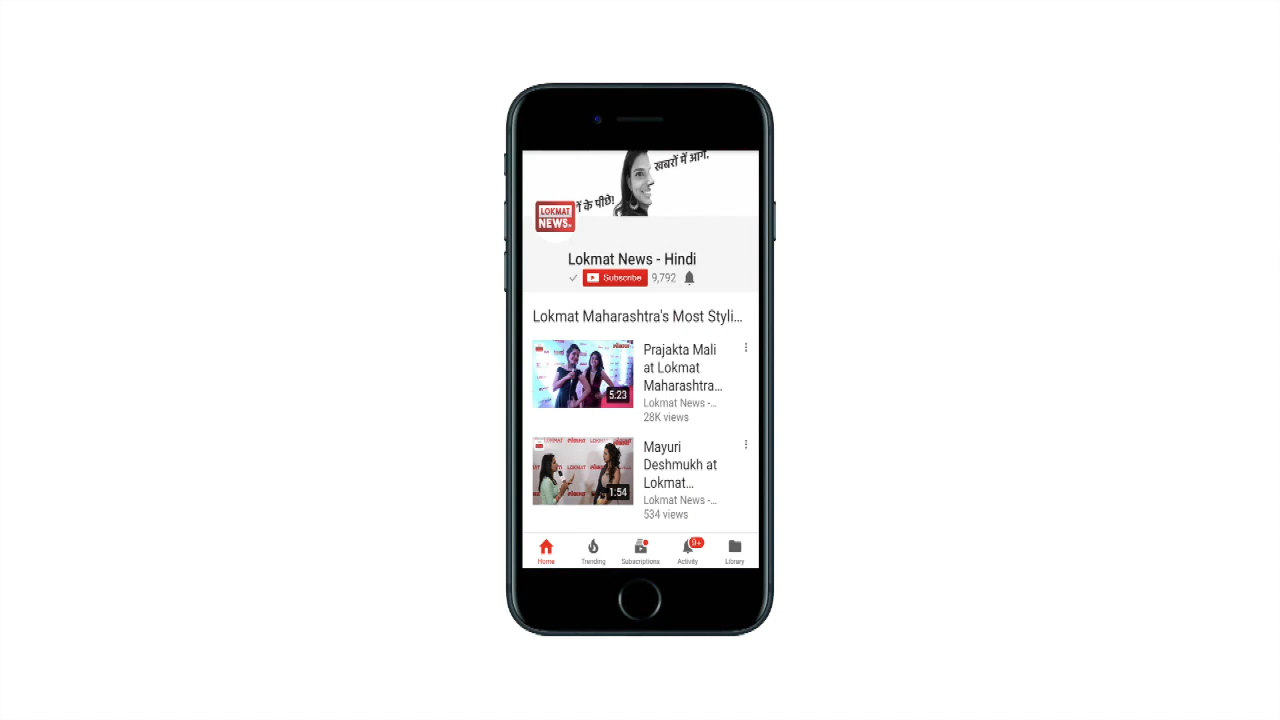 खबरों में आगे,
के पीछे!
LOKMAT
NEWS
Lokmat News - Hindi
Subscribe 9,792
Lokmat Maharashtra's Most Styli...
Prajakta Mali
at Lokmat
Maharashtra...
Lokmat News -...
28K views
5:23
Mayuri
Deshmukh at
Lokmat...
Lokmat News -...
534 views
LOKMAT
1:54
9+
Home Trending Subscriptions Activity Library